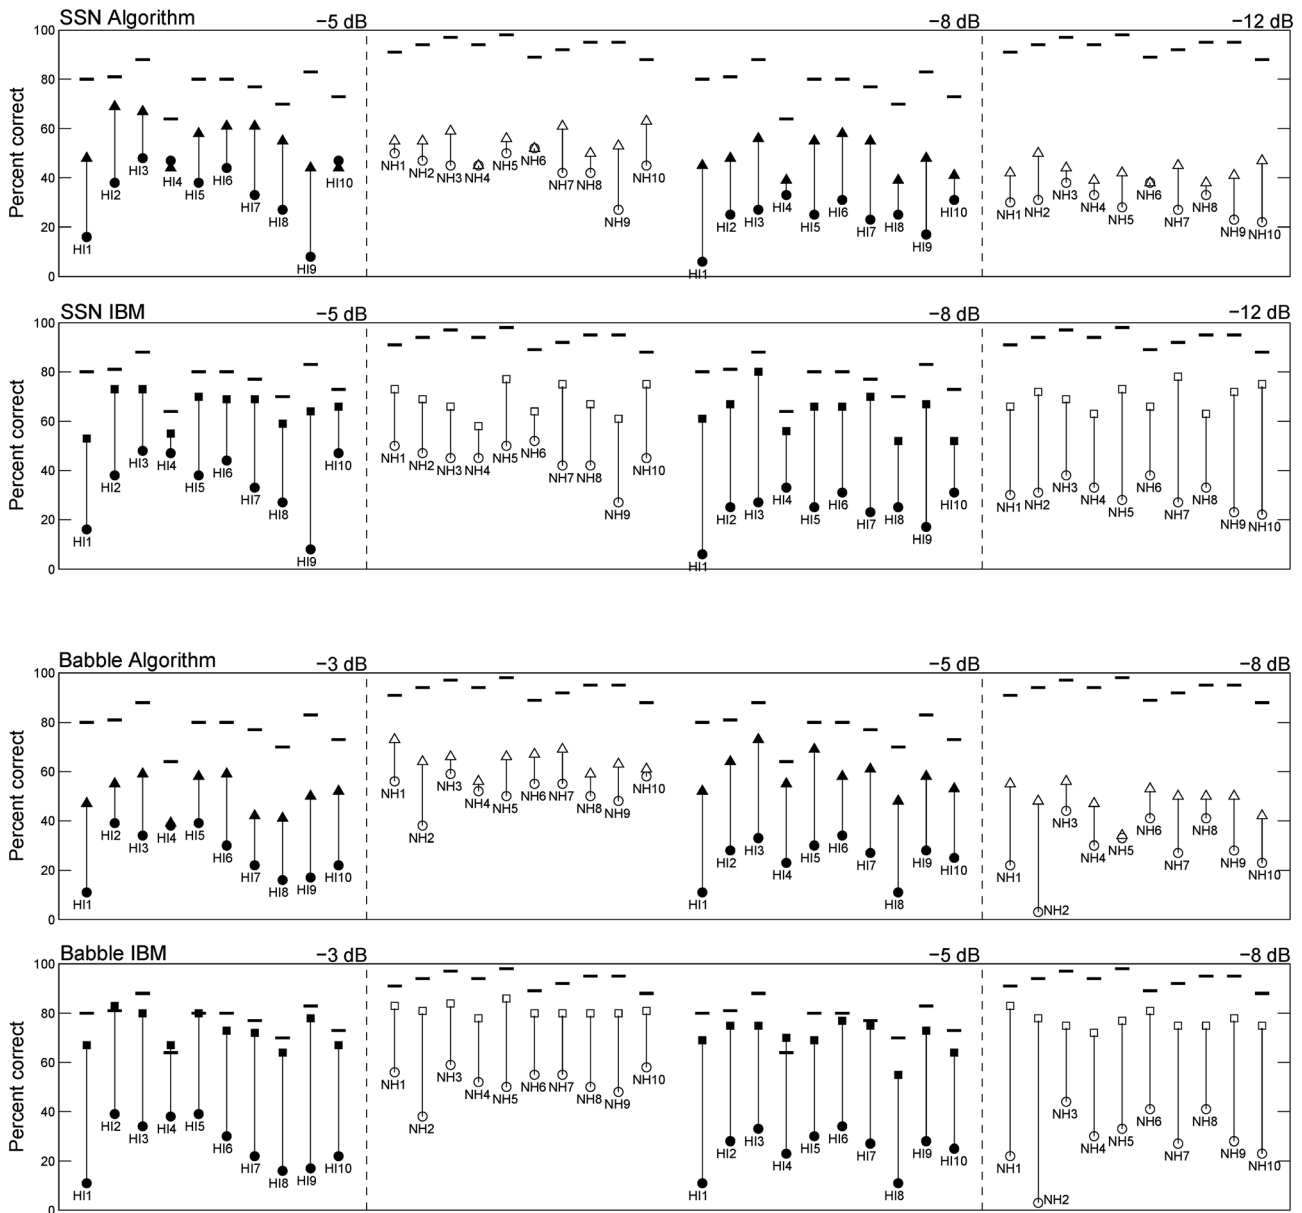 SSN Algorithm −5 dB −8 dB −12 dB
Percent correct
100
80
60
40
20
0
HI1 HI2 HI3 HI4 HI5 HI6 HI7 HI8 HI9 HI10
NH1 NH2 NH3 NH4 NH5 NH6 NH7 NH8 NH9 NH10
HI1 HI2 HI3 HI4 HI5 HI6 HI7 HI8 HI9 HI10
NH1 NH2 NH3 NH4 NH5 NH6 NH7 NH8 NH9 NH10
SSN IBM −5 dB −8 dB −12 dB
Percent correct
100
80
60
40
20
0
HI1 HI2 HI3 HI4 HI5 HI6 HI7 HI8 HI9 HI10
NH1 NH2 NH3 NH4 NH5 NH6 NH7 NH8 NH9 NH10
HI1 HI2 HI3 HI4 HI5 HI6 HI7 HI8 HI9 HI10
NH1 NH2 NH3 NH4 NH5 NH6 NH7 NH8 NH9 NH10
Babble Algorithm −3 dB −5 dB −8 dB
Percent correct
100
80
60
40
20
0
HI1 HI2 HI3 HI4 HI5 HI6 HI7 HI8 HI9 HI10
NH1 NH2 NH3 NH4 NH5 NH6 NH7 NH8 NH9 NH10
HI1 HI2 HI3 HI4 HI5 HI6 HI7 HI8 HI9 HI10
NH1 NH2 NH3 NH4 NH5 NH6 NH7 NH8 NH9 NH10
Babble IBM −3 dB −5 dB −8 dB
Percent correct
100
80
60
40
20
0
HI1 HI2 HI3 HI4 HI5 HI6 HI7 HI8 HI9 HI10
NH1 NH2 NH3 NH4 NH5 NH6 NH7 NH8 NH9 NH10
HI1 HI2 HI3 HI4 HI5 HI6 HI7 HI8 HI9 HI10
NH1 NH2 NH3 NH4 NH5 NH6 NH7 NH8 NH9 NH10